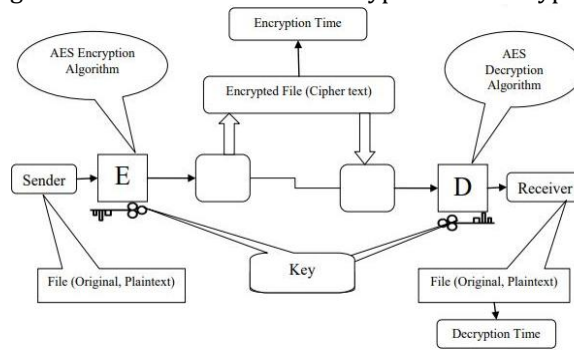 Encryption Time
AES Encryption
Algorithm
AES
Decryption
Algorithm
Encrypted File (Cipher text)
Sender
E
D
Receiver
Key
File (Original, Plaintext)
File (Original, Plaintext)
Decryption Time